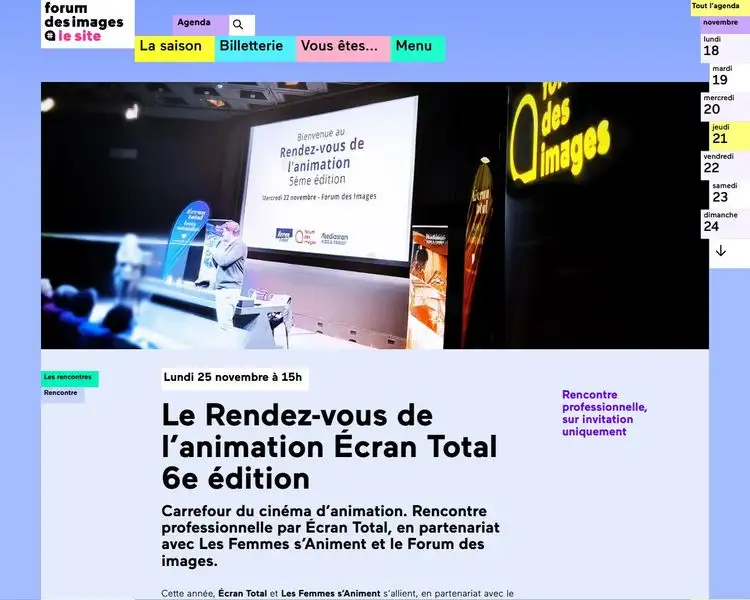 forum
des images
le site
Agenda
La saison
Billetterie
Vous êtes...
Menu
Tout l'agenda
novembre
lundi
18
mardi
19
mercredi
20
jeudi
21
vendredi
22
samedi
23
dimanche
24
Bienvenue au
Rendez-vous de
l'animation
5ème édition
Mercredi 22 novembre - Forum des Images
Écran
Total
forum
des
images
Les rencontres
Rencontre
Lundi 25 novembre à 15h
Le Rendez-vous de
l'animation Écran Total
6e édition
Carrefour du cinéma d'animation. Rencontre
professionnelle par Écran Total, en partenariat
avec Les Femmes s'Animent et le Forum des
images.
Rencontre
professionnelle,
sur invitation
uniquement
Cette année, Écran Total et Les Femmes s'Animent s'allient, en partenariat avec le